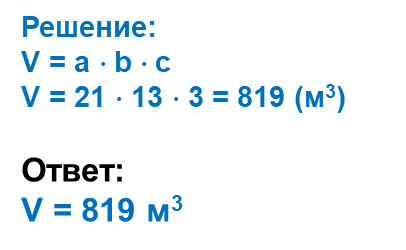 Решение:
V = a · b · c
V = 21 · 13 · 3 = 819 (м³)
Ответ:
V = 819 м³